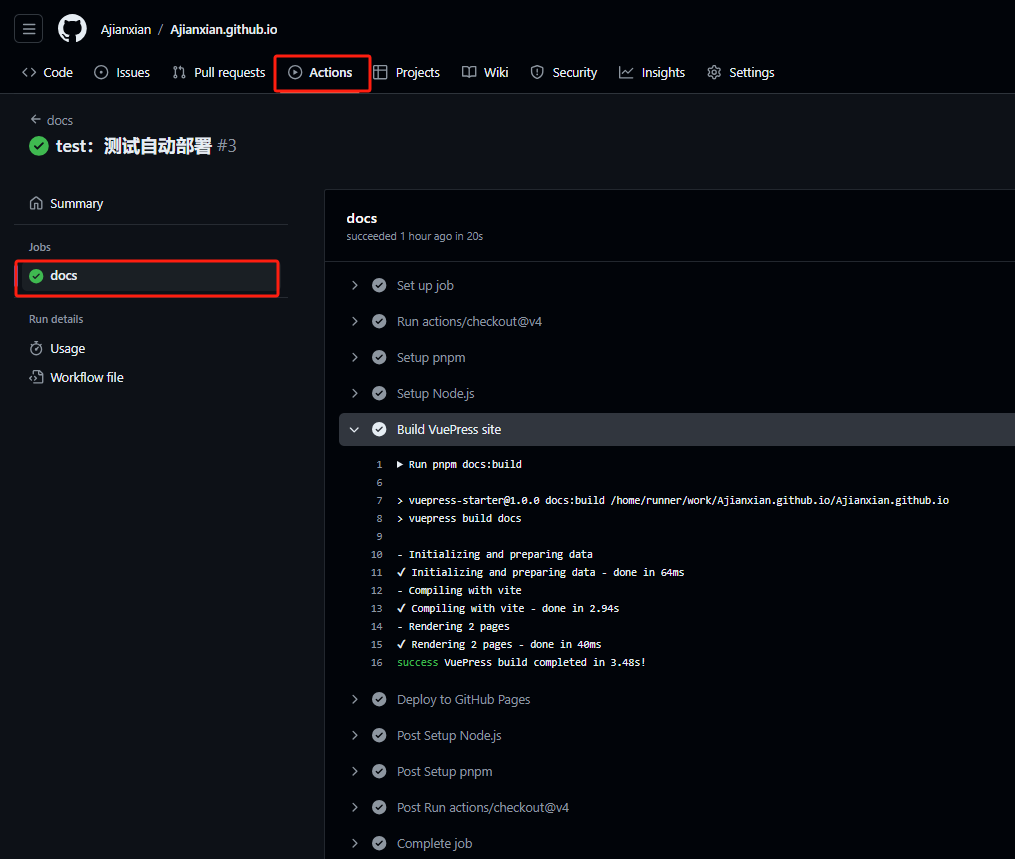 Ajianxian / Ajianxian.github.io
Code Issues Pull requests Actions Projects Wiki Security Insights Settings
← docs
test：测试自动部署 #3
Summary
Jobs
docs
Run details
Usage
Workflow file
docs
succeeded 1 hour ago in 20s
Set up job
Run actions/checkout@v4
Setup pnpm
Setup Node.js
Build VuePress site
1 ▶ Run pnpm docs:build
6
7 > vuepress-starter@1.0.0 docs:build /home/runner/work/Ajianxian.github.io/Ajianxian.github.io
8 > vuepress build docs
9
10 - Initializing and preparing data
11 ✓ Initializing and preparing data - done in 64ms
12 - Compiling with vite
13 ✓ Compiling with vite - done in 2.94s
14 - Rendering 2 pages
15 ✓ Rendering 2 pages - done in 40ms
16 success VuePress build completed in 3.48s!
Deploy to GitHub Pages
Post Setup Node.js
Post Setup pnpm
Post Run actions/checkout@v4
Complete job